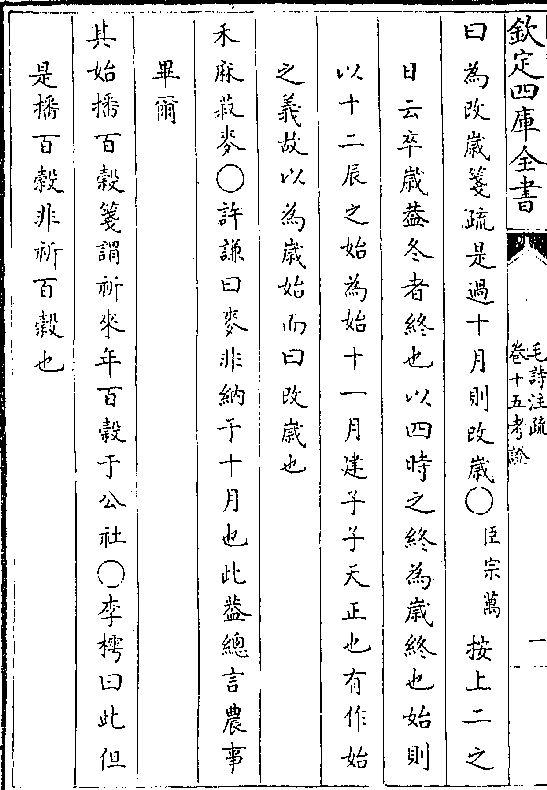 欽定四庫全書
毛詩注疏
卷十五考證
一
曰為改歲箋疏是過十月則改歲〇臣宗萬按上二之
日云卒歲葢冬者終也以四時之終為歲終也始則
以十二辰之始為始十一月建子子天正也有作始
之義故以為歲始而曰改歲也
禾麻菽麥〇許謙曰麥非納于十月也此葢總言農事
畢爾
其始播百穀箋謂祈來年百穀于公社〇李樗曰此但
是播百穀非祈百穀也